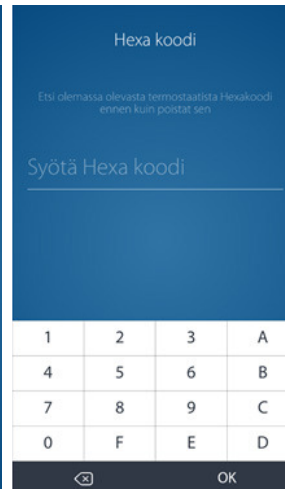 Hexa koodi
Etsi olemassa olevasta termostaatista Hexakoodi
ennen kuin poistat sen
Syötä Hexa koodi
1 2 3 A
4 5 6 B
7 8 9 C
0 F E D
OK